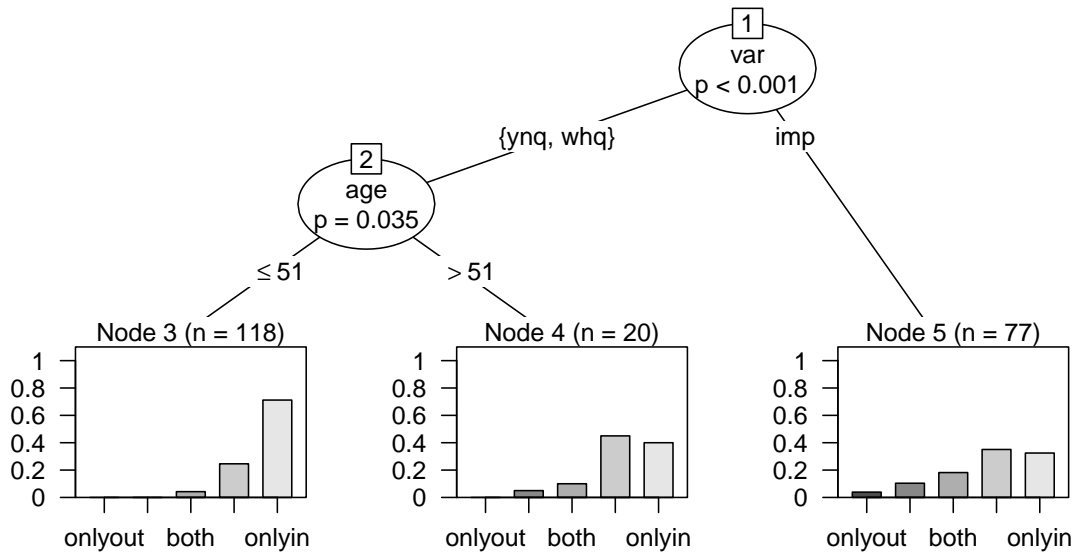 1
var
p < 0.001
{ynq, whq}
imp
2
age
p = 0.035
≤ 51
> 51
Node 3 (n = 118)
1
0.8
0.6
0.4
0.2
0
onlyout both onlyin
Node 4 (n = 20)
1
0.8
0.6
0.4
0.2
0
onlyout both onlyin
Node 5 (n = 77)
1
0.8
0.6
0.4
0.2
0
onlyout both onlyin